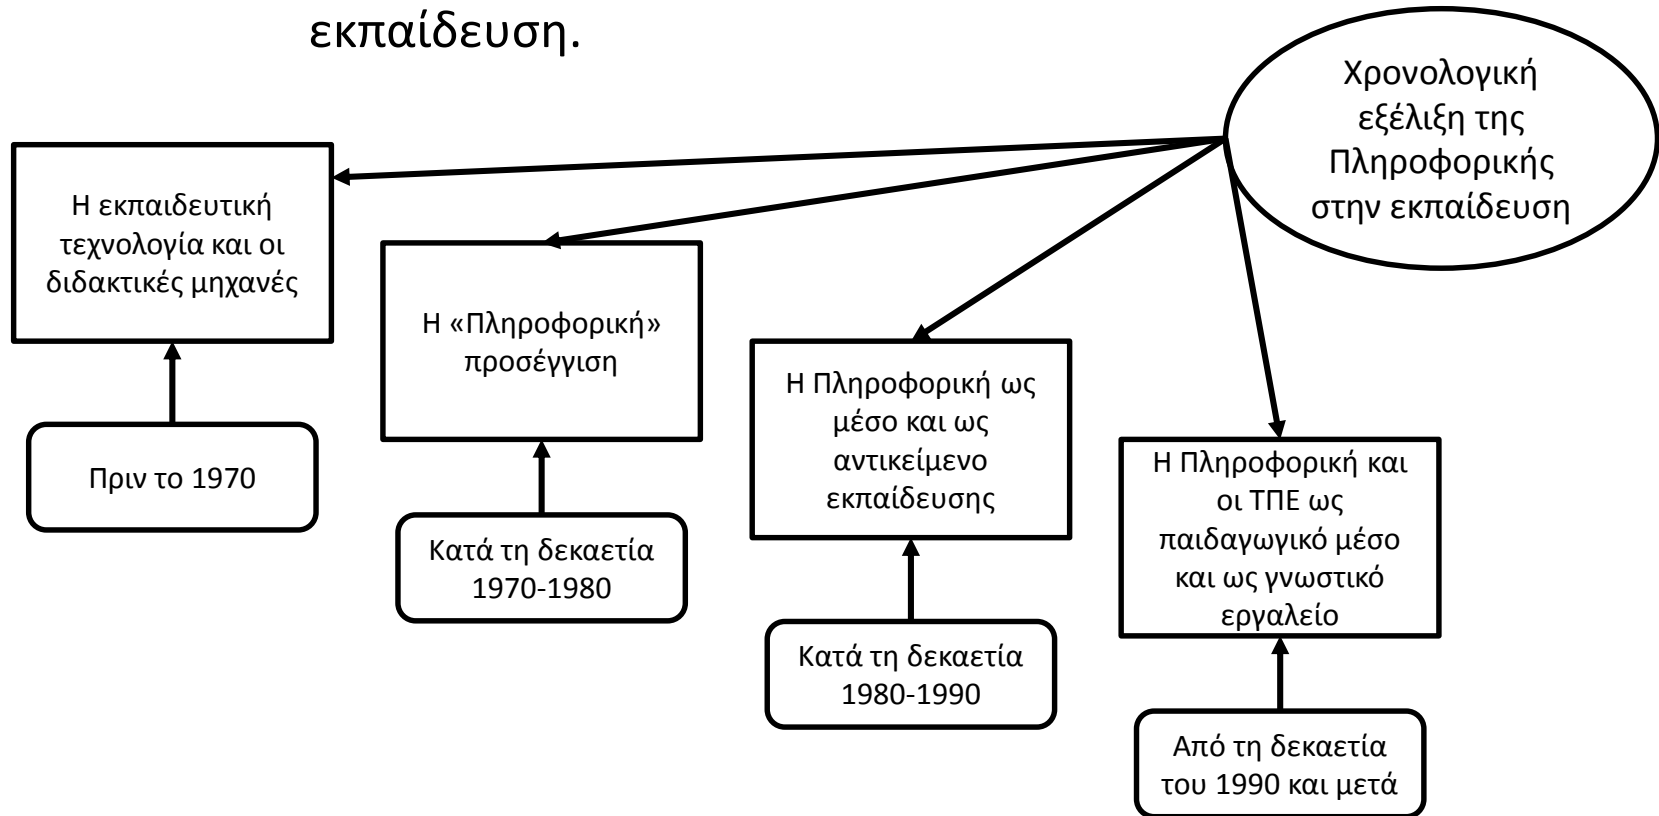 εκπαίδευση.
Χρονολογική
εξέλιξη της
Πληροφορικής
στην εκπαίδευση
Η εκπαιδευτική
τεχνολογία και οι
διδακτικές μηχανές
Πριν το 1970
Η «Πληροφορική»
προσέγγιση
Κατά τη δεκαετία
1970-1980
Η Πληροφορική ως
μέσο και ως
αντικείμενο
εκπαίδευσης
Κατά τη δεκαετία
1980-1990
Η Πληροφορική και
οι ΤΠΕ ως
παιδαγωγικό μέσο
και ως γνωστικό
εργαλείο
Από τη δεκαετία
του 1990 και μετά